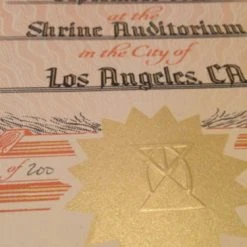 at the
Shrine Auditorium
in the City of
Los Angeles, CA
of 200